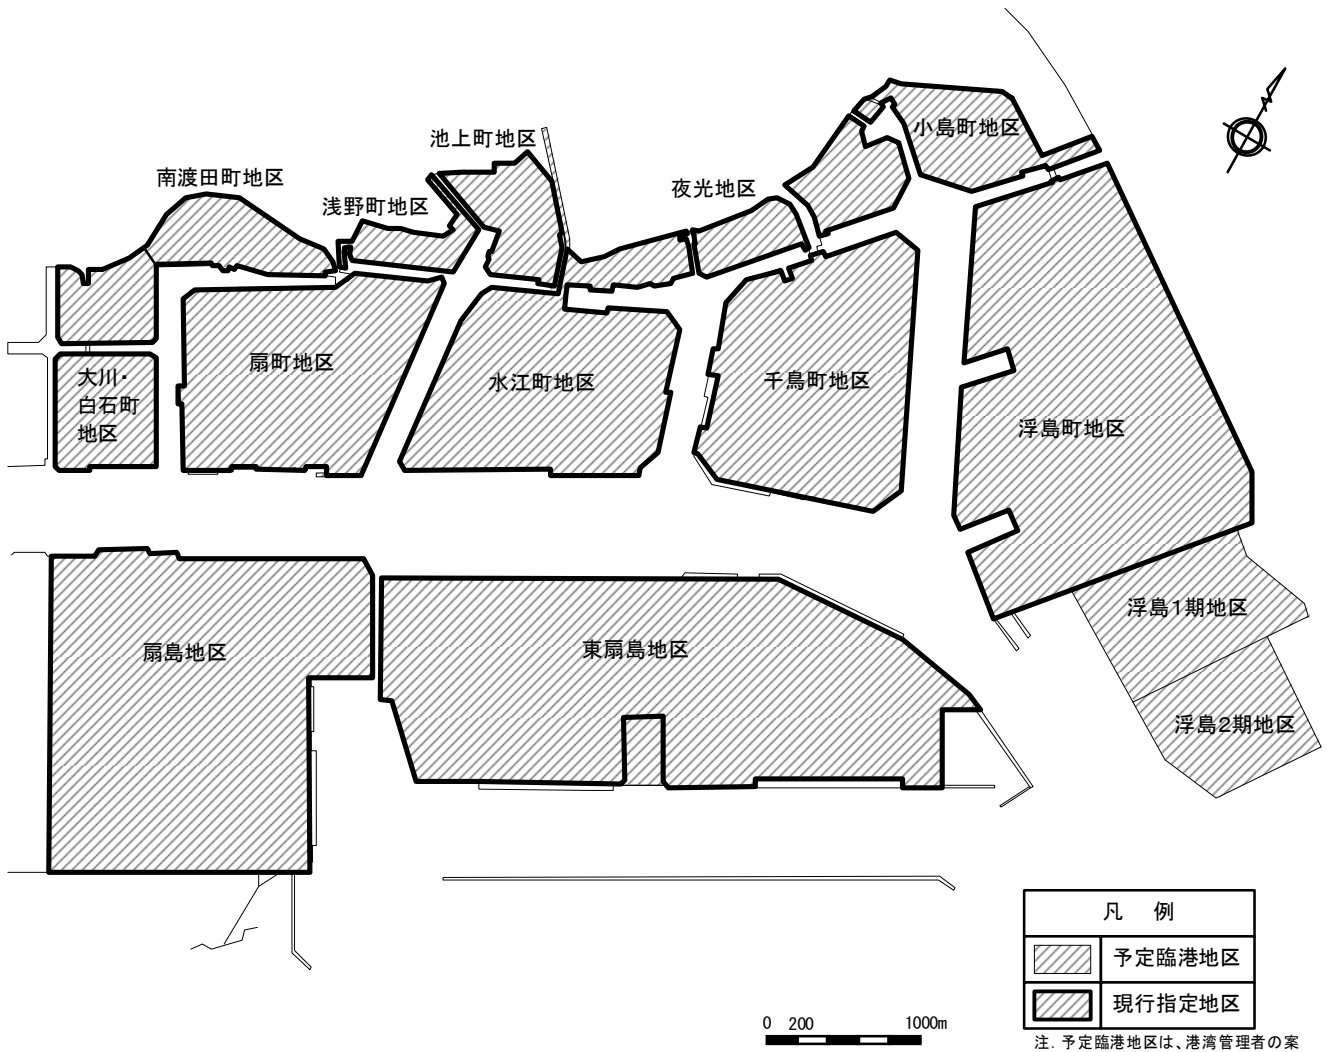 小島町地区
池上町地区
南渡田町地区
夜光地区
浅野町地区
扇町地区
大川・
白石町
地区
水江町地区
千鳥町地区
浮島町地区
浮島1期地区
扇島地区
東扇島地区
浮島2期地区
凡 例
予定臨港地区
現行指定地区
0 200 1000m
注. 予定臨港地区は、港湾管理者の案